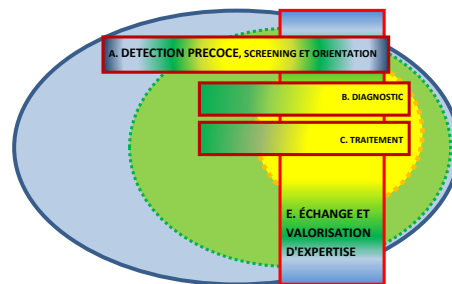 A. DETECTION PRECOCE, SCREENING ET ORIENTATION
B. DIAGNOSTIC
C. TRAITEMENT
E. ÉCHANGE ET
VALORISATION
D'EXPERTISE